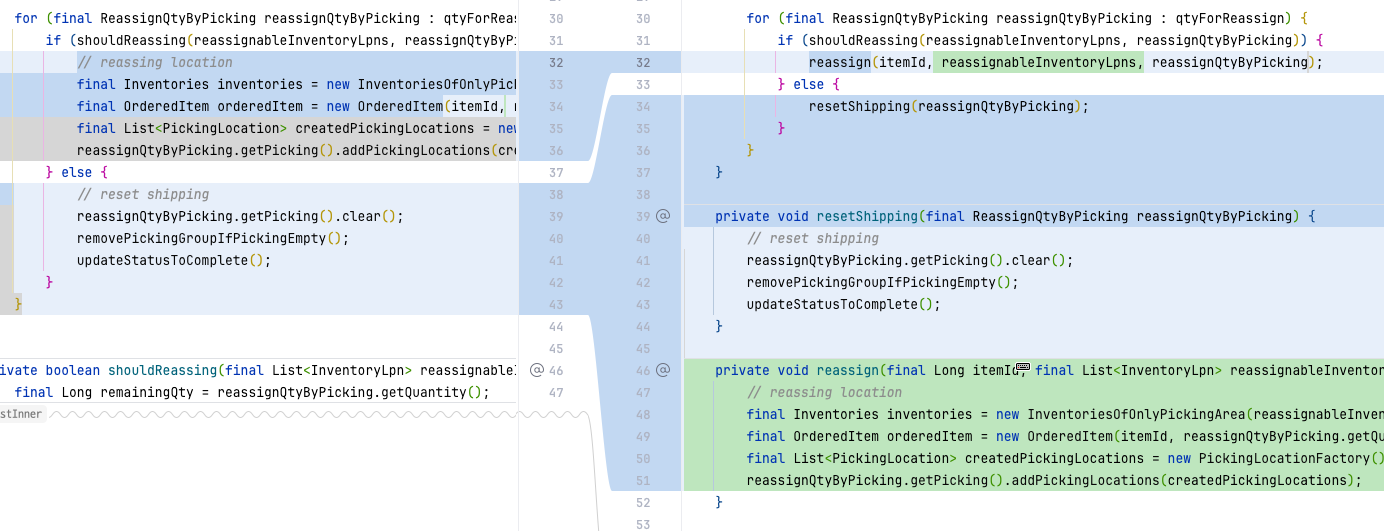 for (final ReassignQtyByPicking reassignQtyByPicking : qtyForReas
if (shouldReassing(reassignableInventoryLpns, reassignQtyByP
// reassing location
final Inventories inventories = new InventoriesOfOnlyPick
final OrderedItem orderedItem = new OrderedItem(itemId,
final List<PickingLocation> createdPickingLocations = new
reassignQtyByPicking.getPicking().addPickingLocations(cre
} else {
// reset shipping
reassignQtyByPicking.getPicking().clear();
removePickingGroupIfPickingEmpty();
updateStatusToComplete();
}
}
ivate boolean shouldReassing(final List<InventoryLpn> reassignableI
final Long remainingQty = reassignQtyByPicking.getQuantity();
stInner
30
31
32
33
34
35
36
37
38
39
40
41
42
43
44
45
@ 46
47
30
31
32
33
34
35
36
37
38
39 @
40
41
42
43
44
45
46 @
47
48
49
50
51
52
53
for (final ReassignQtyByPicking reassignQtyByPicking : qtyForReassign) {
if (shouldReassing(reassignableInventoryLpns, reassignQtyByPicking)) {
reassign(itemId, reassignableInventoryLpns, reassignQtyByPicking);
} else {
resetShipping(reassignQtyByPicking);
}
}
}
private void resetShipping(final ReassignQtyByPicking reassignQtyByPicking) {
// reset shipping
reassignQtyByPicking.getPicking().clear();
removePickingGroupIfPickingEmpty();
updateStatusToComplete();
}
private void reassign(final Long itemId, final List<InventoryLpn> reassignableInventor
// reassing location
final Inventories inventories = new InventoriesOfOnlyPickingArea(reassignableInven
final OrderedItem orderedItem = new OrderedItem(itemId, reassignQtyByPicking.getQu
final List<PickingLocation> createdPickingLocations = new PickingLocationFactory()
reassignQtyByPicking.getPicking().addPickingLocations(createdPickingLocations);
}